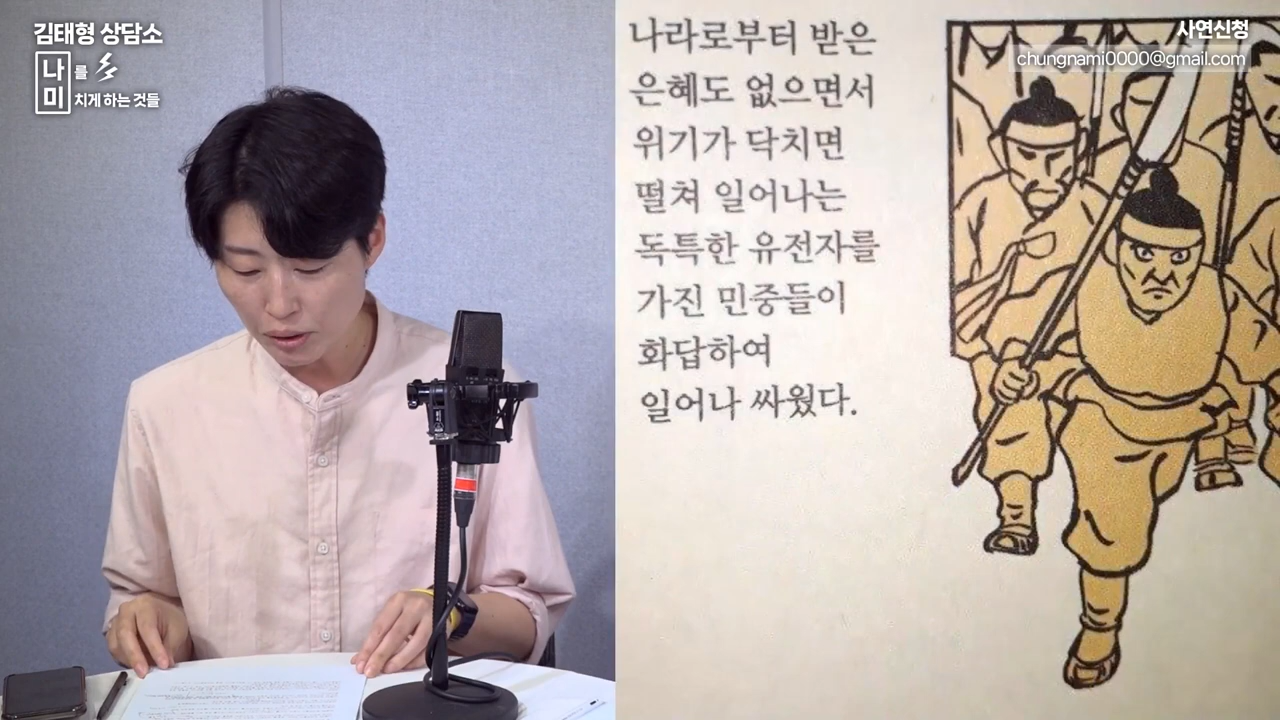 김태형 상담소
나를
미치게 하는 것들
사연신청
chungnami0000@gmail.com
나라로부터 받은
은혜도 없으면서
위기가 닥치면
떨쳐 일어나는
독특한 유전자를
가진 민중들이
화답하여
일어나 싸웠다.